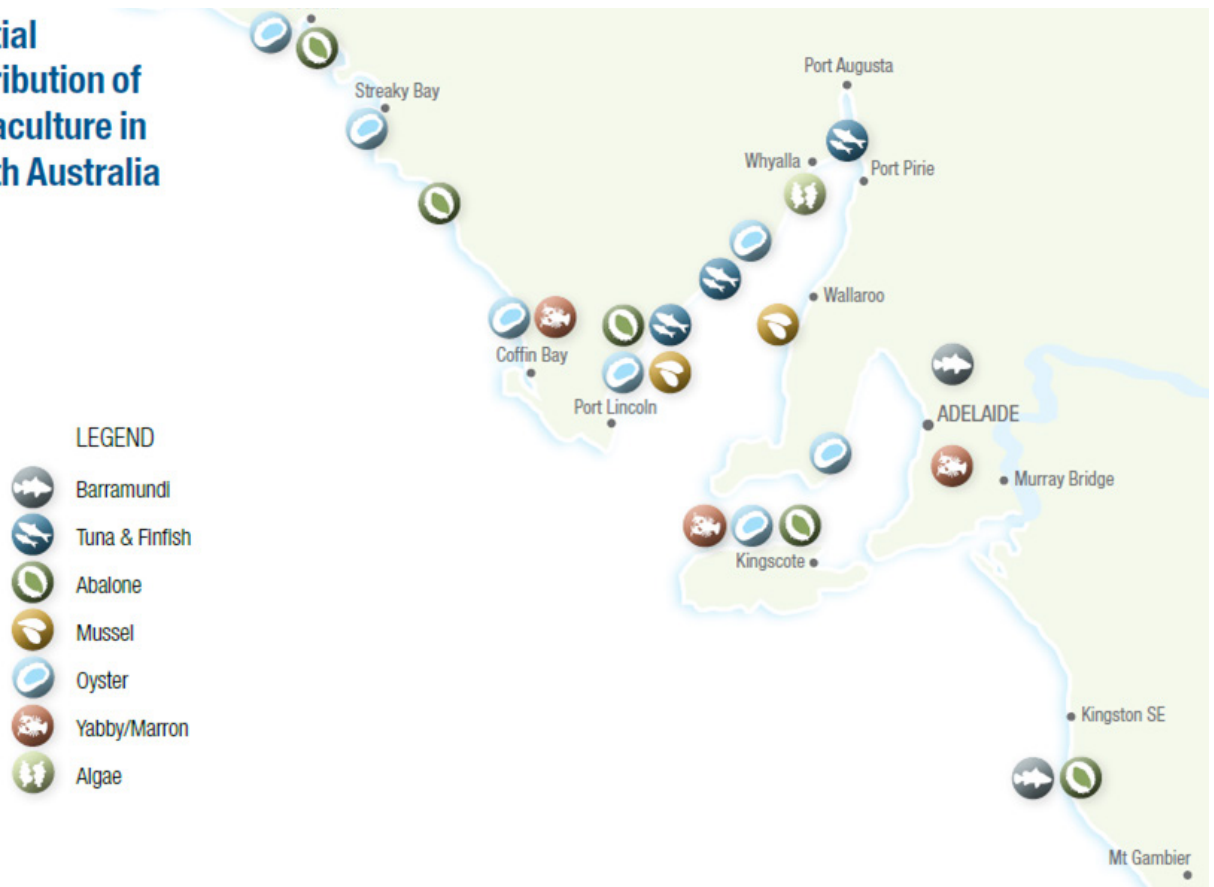 tial
ribution of
aculture in
th Australia
Port Augusta
Streaky Bay
Whyalla
Port Pirie
Wallaroo
Coffin Bay
Port Lincoln
ADELAIDE
Murray Bridge
Kingscote
Kingston SE
Mt Gambier
LEGEND
Barramundi
Tuna & Finfish
Abalone
Mussel
Oyster
Yabby/Marron
Algae